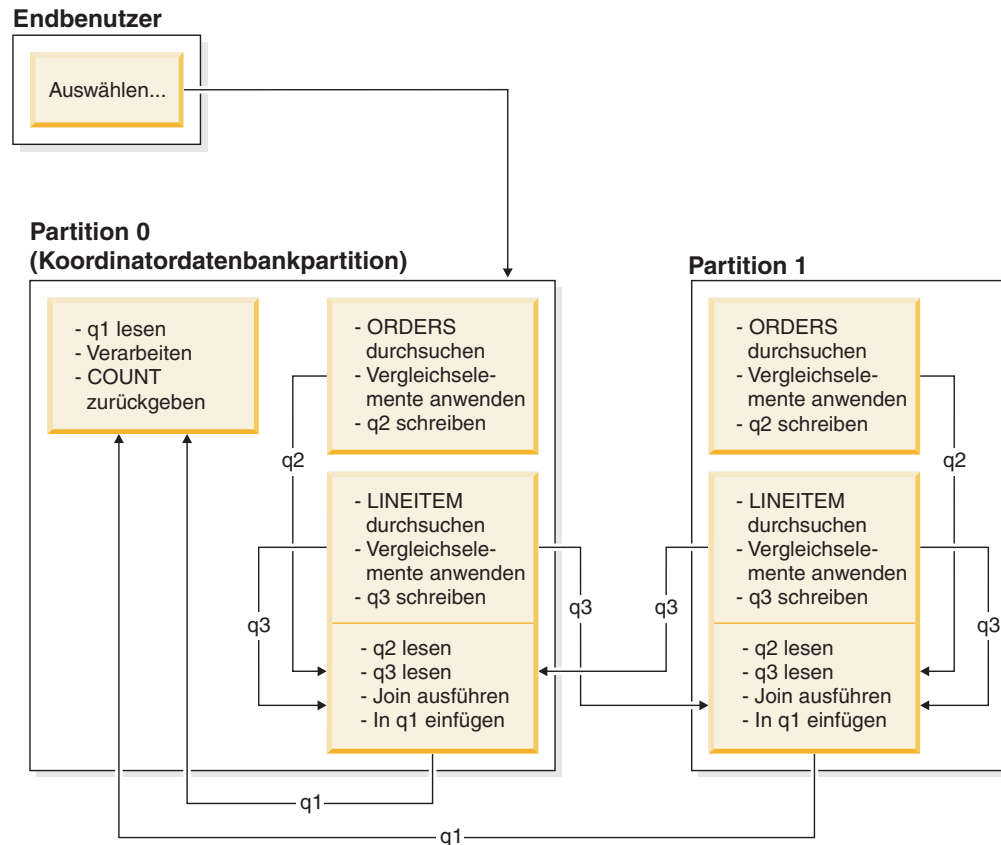 Endbenutzer
Auswählen...
Partition 0
(Koordinatordatenbankpartition)
- q1 lesen
- Verarbeiten
- COUNT
zurückgeben
- ORDERS
durchsuchen
- Vergleichsele-
mente anwenden
- q2 schreiben
q2
- LINEITEM
durchsuchen
- Vergleichsele-
mente anwenden
- q3 schreiben
q3
q3
- q2 lesen
- q3 lesen
- Join ausführen
- In q1 einfügen
Partition 1
- ORDERS
durchsuchen
- Vergleichsele-
mente anwenden
- q2 schreiben
q2
- LINEITEM
durchsuchen
- Vergleichsele-
mente anwenden
- q3 schreiben
q3
q3
- q2 lesen
- q3 lesen
- Join ausführen
- In q1 einfügen
q1
q1